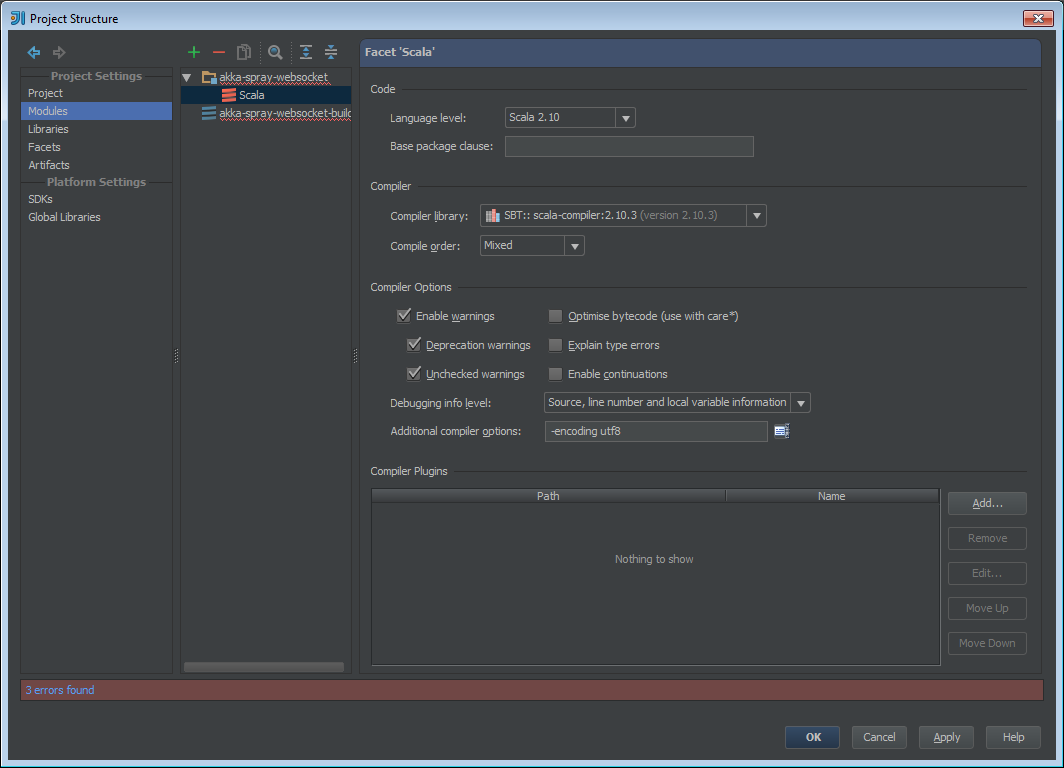 Project Structure
Project Settings
Project
Modules
Libraries
Facets
Artifacts
Platform Settings
SDKs
Global Libraries
akka-spray-websocket
Scala
akka-spray-websocket-build
Facet 'Scala'
Code
Language level: Scala 2.10
Base package clause:
Compiler
Compiler library: SBT:: scala-compiler:2.10.3 (version 2.10.3)
Compile order: Mixed
Compiler Options
Enable warnings Optimise bytecode (use with care*)
Deprecation warnings Explain type errors
Unchecked warnings Enable continuations
Debugging info level: Source, line number and local variable information
Additional compiler options: -encoding utf8
Compiler Plugins
Path Name
Nothing to show
Add...
Remove
Edit...
Move Up
Move Down
3 errors found
OK Cancel Apply Help